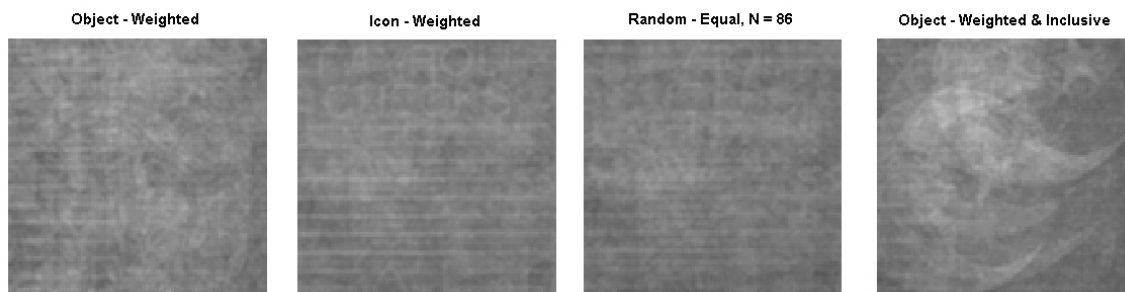 Object - Weighted
Icon - Weighted
Random - Equal, N = 86
Object - Weighted & Inclusive